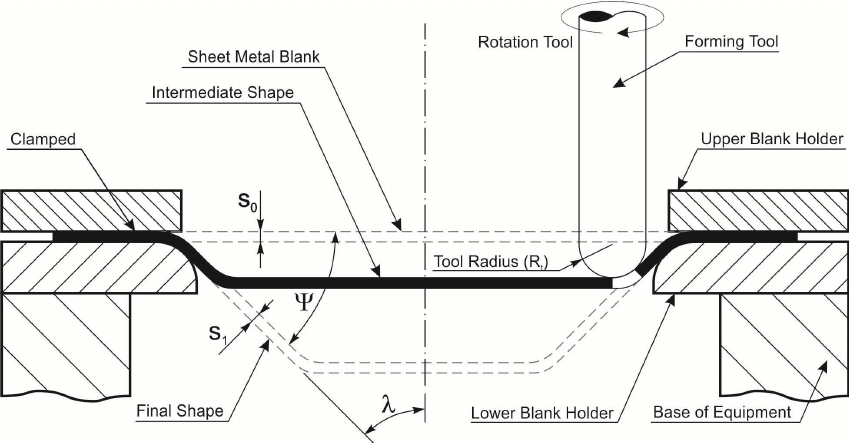 Rotation Tool
Forming Tool
Sheet Metal Blank
Intermediate Shape
Clamped
Upper Blank Holder
S0
Tool Radius (Rt)
Ψ
S1
Final Shape
λ
Lower Blank Holder
Base of Equipment